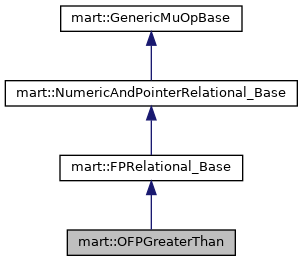 mart::GenericMuOpBase
mart::NumericAndPointerRelational_Base
mart::FPRelational_Base
mart::OFPGreaterThan